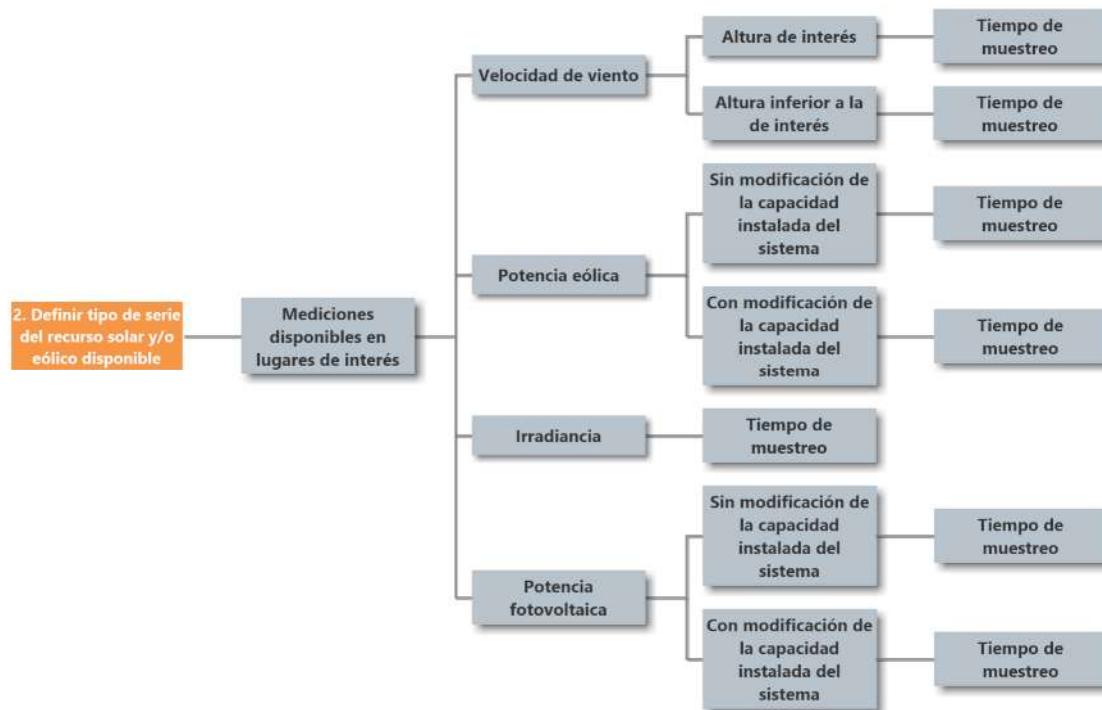 2. Definir tipo de serie
del recurso solar y/o
eólico disponible
Mediciones
disponibles en
lugares de interés
Velocidad de viento
Altura de interés
Tiempo de
muestreo
Altura inferior a la
de interés
Tiempo de
muestreo
Potencia eólica
Sin modificación de
la capacidad
instalada del
sistema
Tiempo de
muestreo
Con modificación de
la capacidad
instalada del
sistema
Tiempo de
muestreo
Irradiancia
Tiempo de
muestreo
Potencia
fotovoltaica
Sin modificación de
la capacidad
instalada del
sistema
Tiempo de
muestreo
Con modificación de
la capacidad
instalada del
sistema
Tiempo de
muestreo